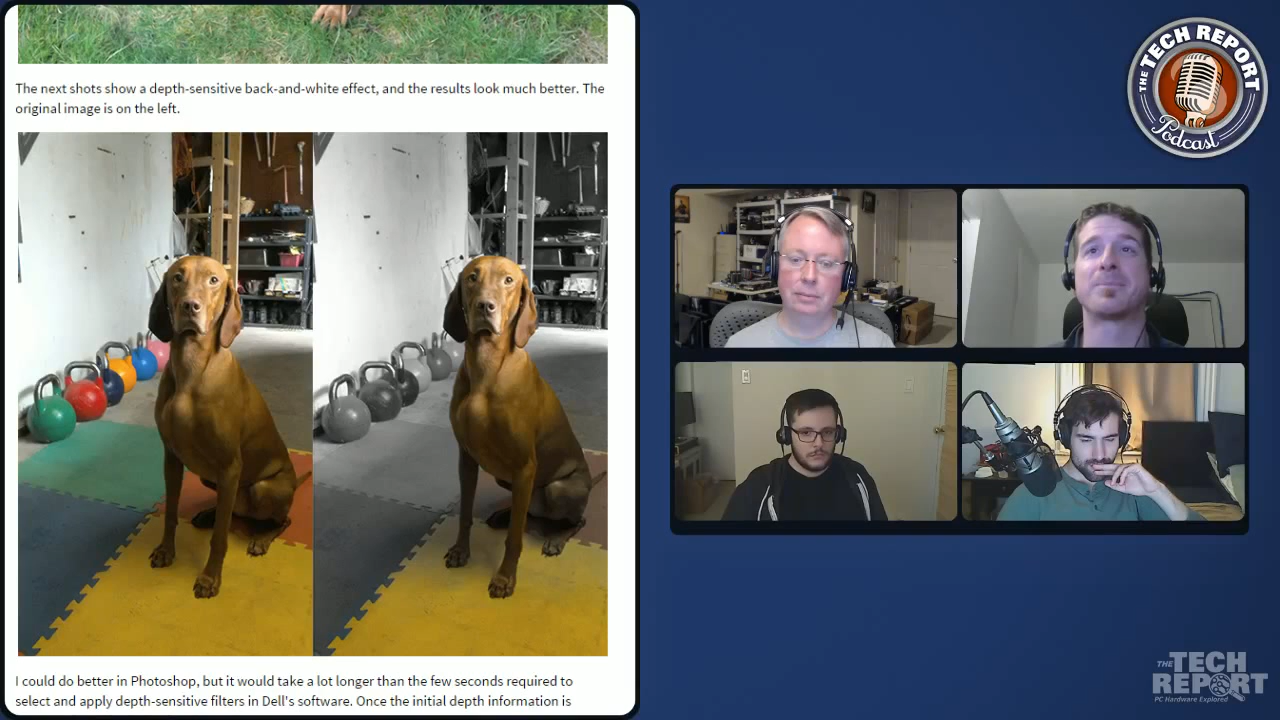 The next shots show a depth-sensitive back-and-white effect, and the results look much better. The
original image is on the left.
I could do better in Photoshop, but it would take a lot longer than the few seconds required to
select and apply depth-sensitive filters in Dell's software. Once the initial depth information is
THE TECH REPORT
Podcast
THE
TECH
REPORT
PC Hardware Explored